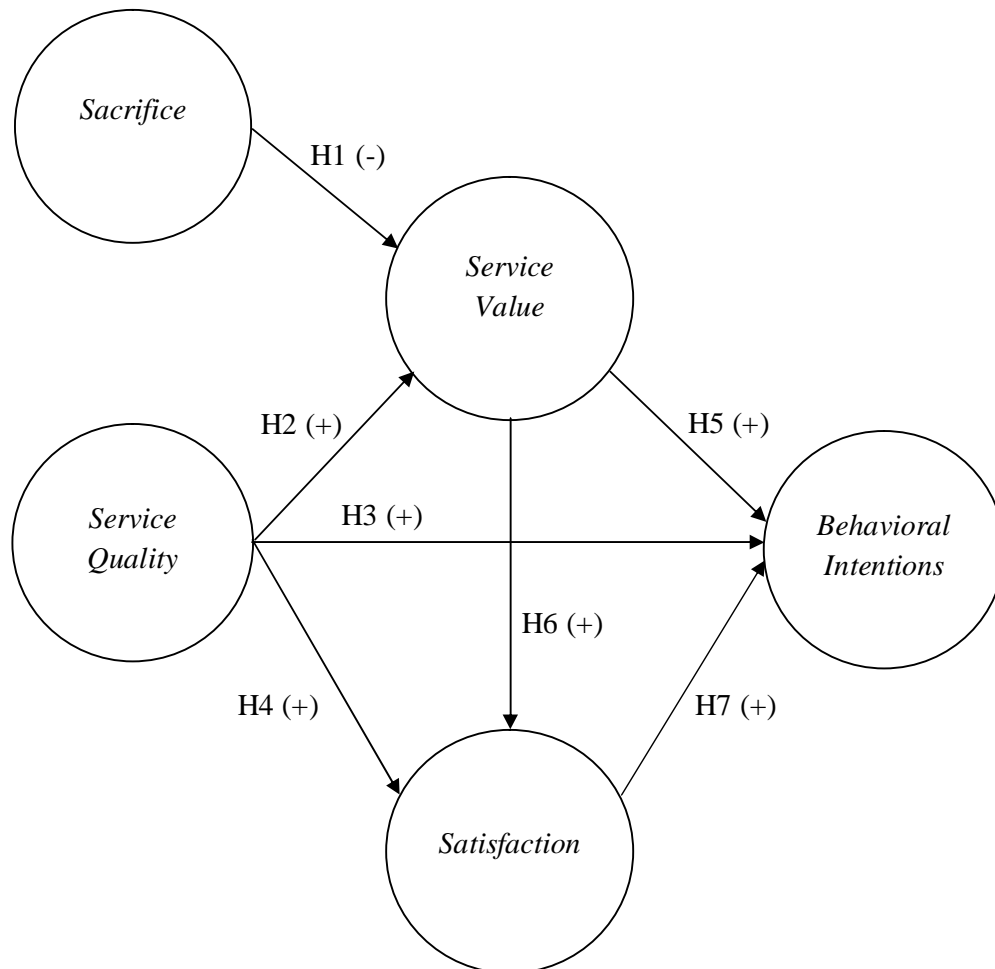 Sacrifice
H1 (-)
Service
Value
H2 (+)
H5 (+)
H3 (+)
Service
Quality
Behavioral
Intentions
H6 (+)
H4 (+)
H7 (+)
Satisfaction